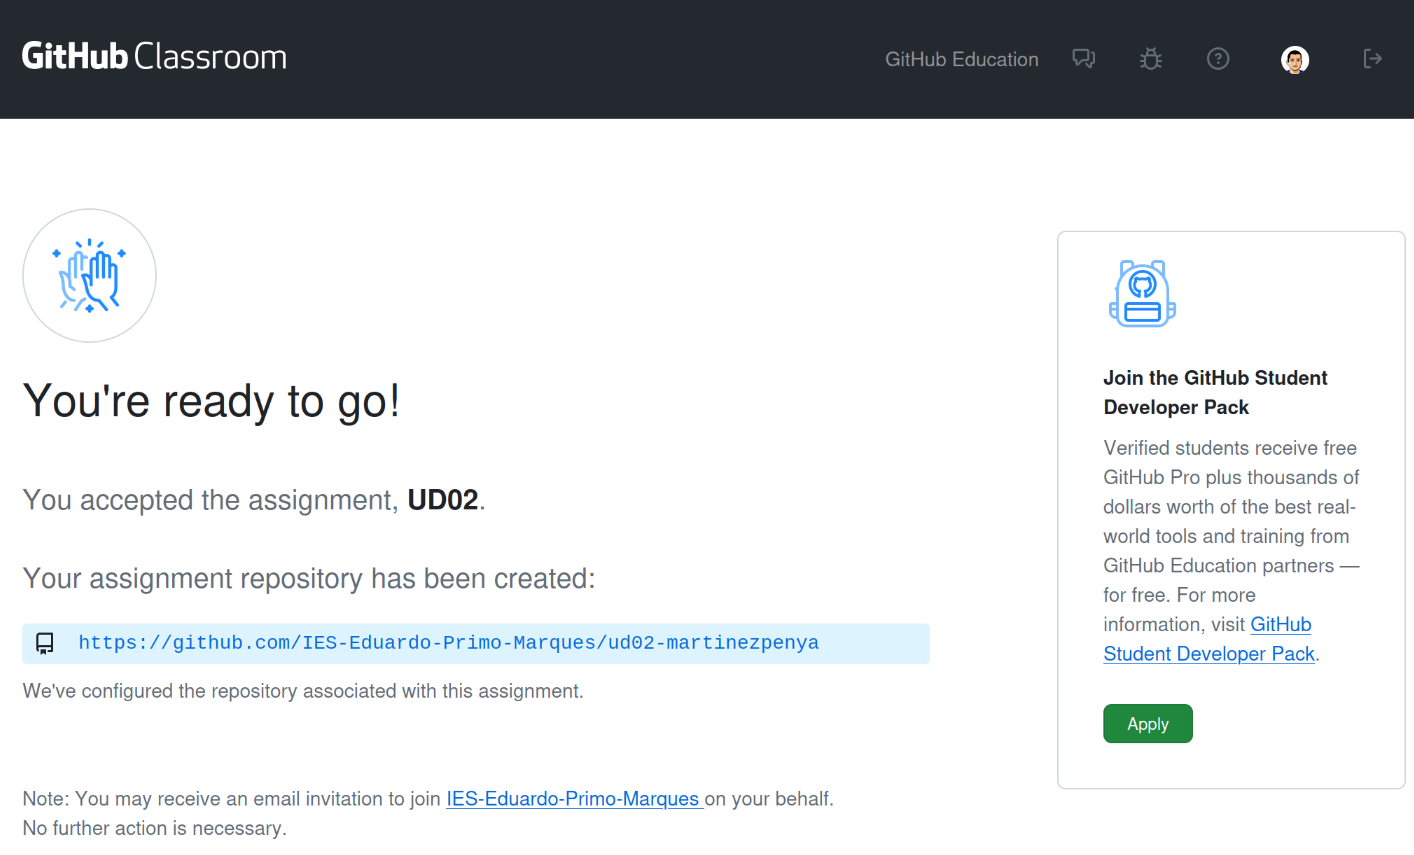 GitHub Classroom
GitHub Education
You're ready to go!
You accepted the assignment, UD02.
Your assignment repository has been created:
https://github.com/IES-Eduardo-Primo-Marques/ud02-martinezpenya
We've configured the repository associated with this assignment.
Note: You may receive an email invitation to join IES-Eduardo-Primo-Marques on your behalf.
No further action is necessary.
Join the GitHub Student
Developer Pack
Verified students receive free
GitHub Pro plus thousands of
dollars worth of the best real-
world tools and training from
GitHub Education partners —
for free. For more
information, visit GitHub
Student Developer Pack.
Apply